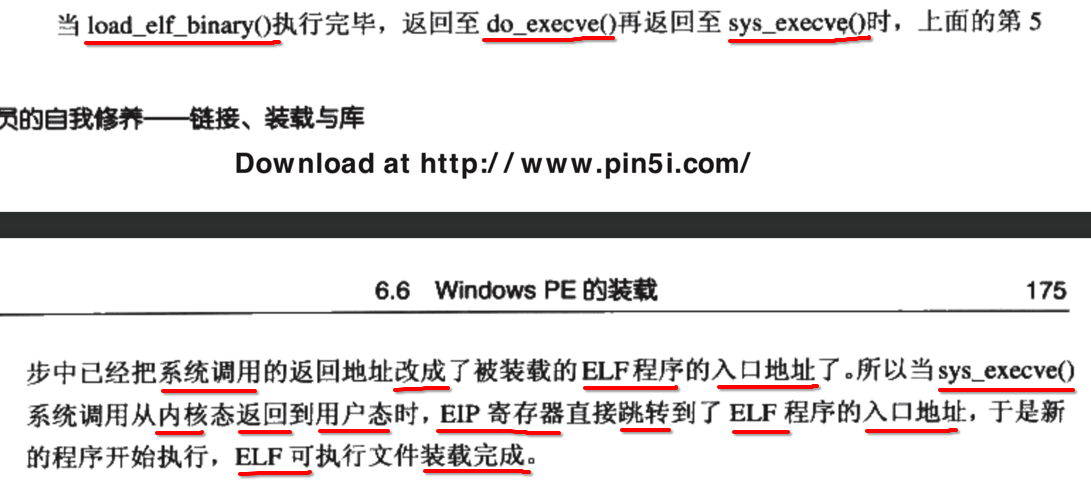 当 load_elf_binary()执行完毕，返回至 do_execve()再返回至 sys_execve()时，上面的第 5
员的自我修养——链接、装载与库
Download at http://www.pin5i.com/
6.6 Windows PE 的装载 175
步中已经把系统调用的返回地址改成了被装载的 ELF 程序的入口地址了。所以当 sys_execve()
系统调用从内核态返回到用户态时，EIP 寄存器直接跳转到了 ELF 程序的入口地址，于是新
的程序开始执行，ELF 可执行文件装载完成。